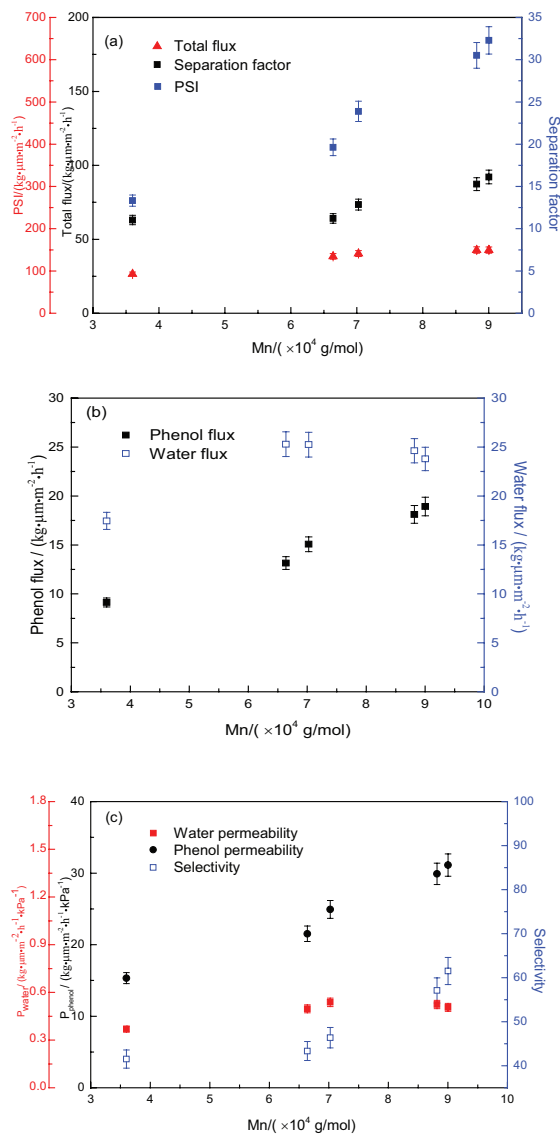 (a)
Total flux
Separation factor
PSI
PSI/(kg•μm•m⁻²•h⁻¹)
Total flux/(kg•μm•m⁻²•h⁻¹)
Separation factor
0 100 200 300 400 500 600 700
0 50 100 150 200
0 5 10 15 20 25 30 35
3 4 5 6 7 8 9
Mn/( ×10⁴ g/mol)
(b)
Phenol flux
Water flux
Phenol flux / (kg•μm•m⁻²•h⁻¹)
Water flux / (kg•μm•m⁻²•h⁻¹)
0 5 10 15 20 25 30
0 5 10 15 20 25 30
3 4 5 6 7 8 9 10
Mn/( ×10⁴ g/mol)
(c)
Water permeability
Phenol permeability
Selectivity
Pwater/ (kg•μm•m⁻²•h⁻¹•kPa⁻¹)
Pphenol/ (kg•μm•m⁻²•h⁻¹•kPa⁻¹)
Selectivity
0.0 0.3 0.6 0.9 1.2 1.5 1.8
0 10 20 30 40
40 50 60 70 80 90 100
3 4 5 6 7 8 9 10
Mn/( ×10⁴ g/mol)